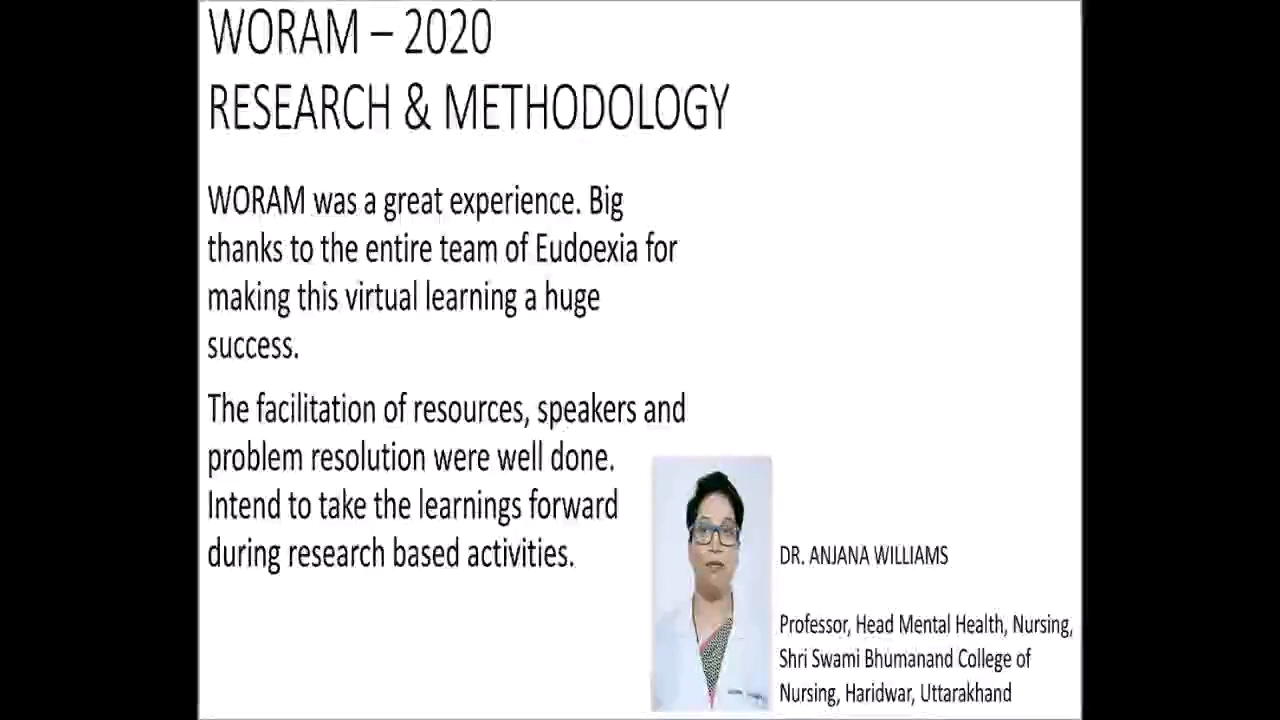 WORAM – 2020
RESEARCH & METHODOLOGY
WORAM was a great experience. Big
thanks to the entire team of Eudoexia for
making this virtual learning a huge
success.
The facilitation of resources, speakers and
problem resolution were well done.
Intend to take the learnings forward
during research based activities.
DR. ANJANA WILLIAMS
Professor, Head Mental Health, Nursing,
Shri Swami Bhumanand College of
Nursing, Haridwar, Uttarakhand